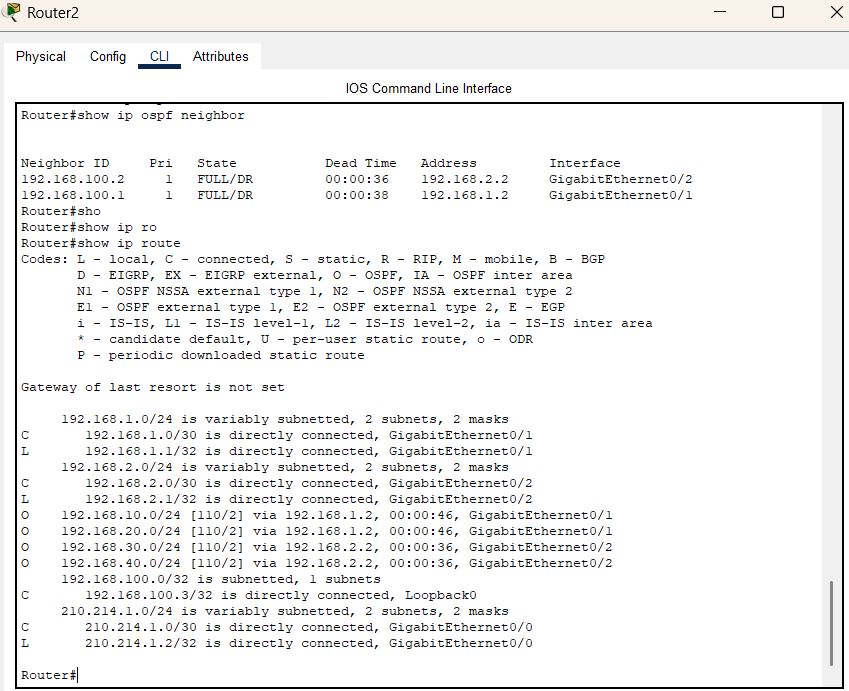 Router2
Physical Config CLI Attributes
IOS Command Line Interface
Router#show ip ospf neighbor
Neighbor ID Pri State Dead Time Address Interface
192.168.100.2 1 FULL/DR 00:00:36 192.168.2.2 GigabitEthernet0/2
192.168.100.1 1 FULL/DR 00:00:38 192.168.1.2 GigabitEthernet0/1
Router#sho
Router#show ip ro
Router#show ip route
Codes: L - local, C - connected, S - static, R - RIP, M - mobile, B - BGP
D - EIGRP, EX - EIGRP external, O - OSPF, IA - OSPF inter area
N1 - OSPF NSSA external type 1, N2 - OSPF NSSA external type 2
E1 - OSPF external type 1, E2 - OSPF external type 2, E - EGP
i - IS-IS, L1 - IS-IS level-1, L2 - IS-IS level-2, ia - IS-IS inter area
* - candidate default, U - per-user static route, o - ODR
P - periodic downloaded static route
Gateway of last resort is not set
192.168.1.0/24 is variably subnetted, 2 subnets, 2 masks
C 192.168.1.0/30 is directly connected, GigabitEthernet0/1
L 192.168.1.1/32 is directly connected, GigabitEthernet0/1
192.168.2.0/24 is variably subnetted, 2 subnets, 2 masks
C 192.168.2.0/30 is directly connected, GigabitEthernet0/2
L 192.168.2.1/32 is directly connected, GigabitEthernet0/2
O 192.168.10.0/24 [110/2] via 192.168.1.2, 00:00:46, GigabitEthernet0/1
O 192.168.20.0/24 [110/2] via 192.168.1.2, 00:00:46, GigabitEthernet0/1
O 192.168.30.0/24 [110/2] via 192.168.2.2, 00:00:36, GigabitEthernet0/2
O 192.168.40.0/24 [110/2] via 192.168.2.2, 00:00:36, GigabitEthernet0/2
192.168.100.0/32 is subnetted, 1 subnets
C 192.168.100.3/32 is directly connected, Loopback0
210.214.1.0/24 is variably subnetted, 2 subnets, 2 masks
C 210.214.1.0/30 is directly connected, GigabitEthernet0/0
L 210.214.1.2/32 is directly connected, GigabitEthernet0/0
Router#